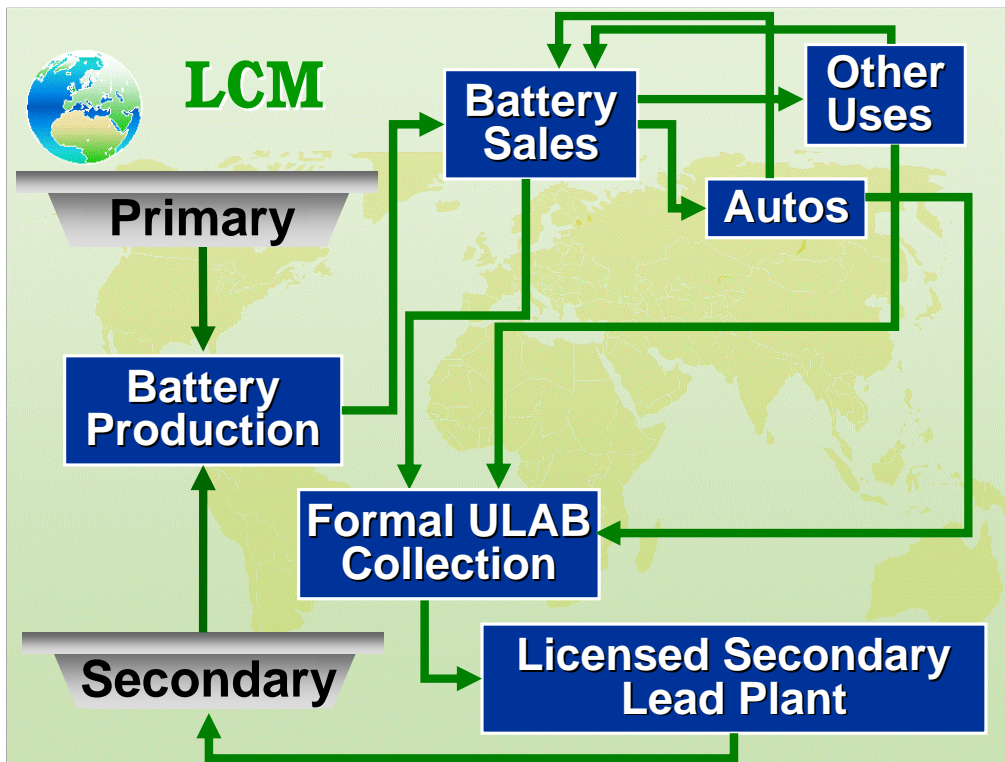 LCM
Battery
Sales
Other
Uses
Primary
Autos
Battery
Production
Formal ULAB
Collection
Secondary
Licensed Secondary
Lead Plant